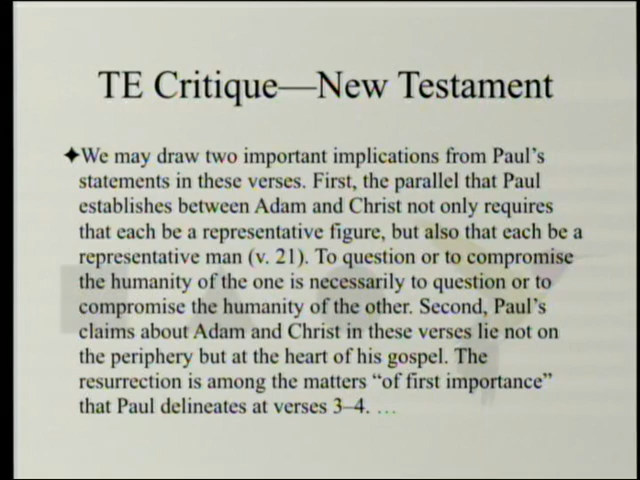 TE Critique—New Testament
✦We may draw two important implications from Paul's
statements in these verses. First, the parallel that Paul
establishes between Adam and Christ not only requires
that each be a representative figure, but also that each be a
representative man (v. 21). To question or to compromise
the humanity of the one is necessarily to question or to
compromise the humanity of the other. Second, Paul's
claims about Adam and Christ in these verses lie not on
the periphery but at the heart of his gospel. The
resurrection is among the matters “of first importance”
that Paul delineates at verses 3–4. …